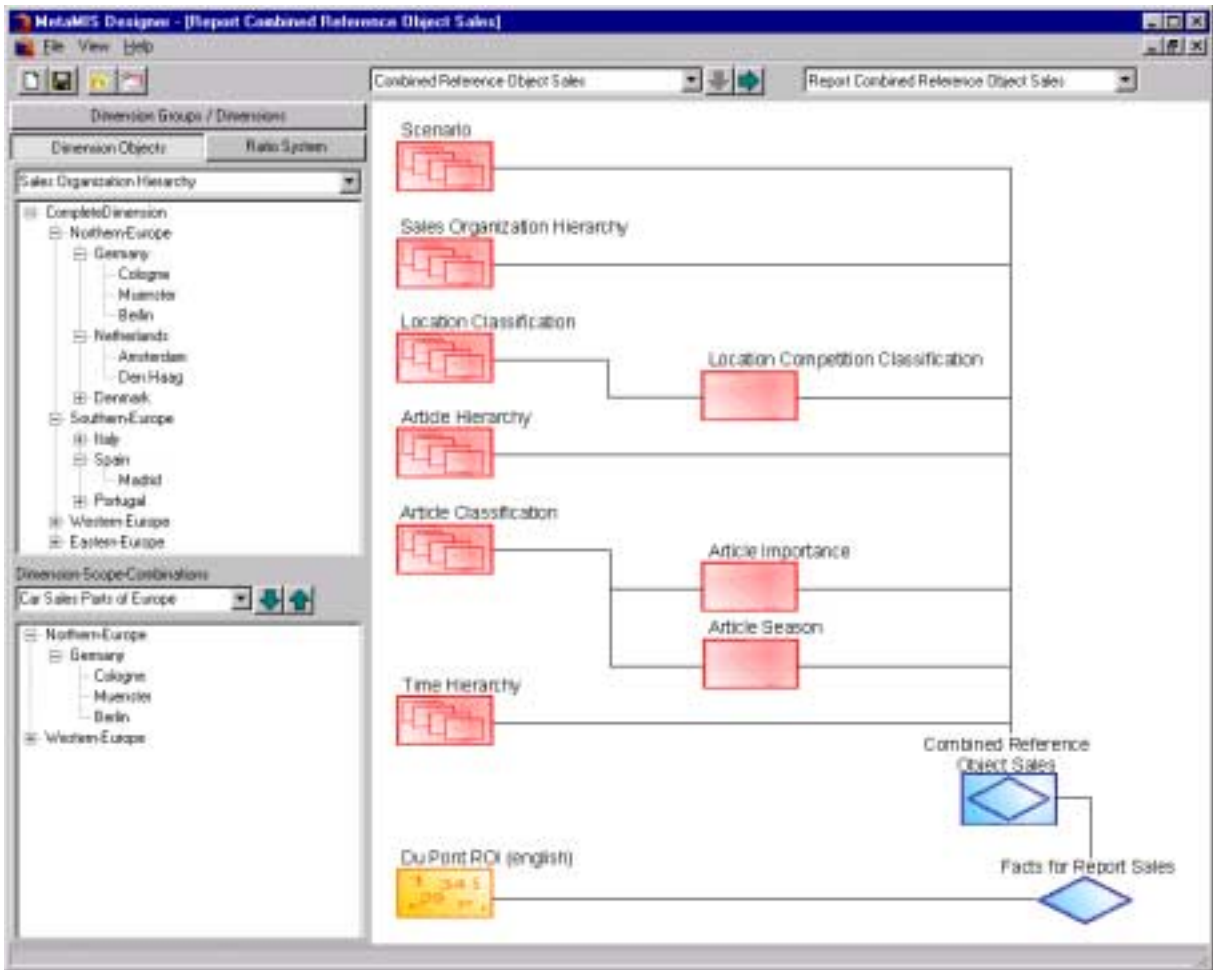 MetaMIS Designer - [Report Combined Reference Object Sales]
File View Help
Combined Reference Object Sales
Report Combined Reference Object Sales
Dimension Groups / Dimensions
Dimension Objects
Ratio System
Sales Organization Hierarchy
CompleteDimension
Northern-Europe
Germany
Cologne
Muenster
Berlin
Netherlands
Amsterdam
Den Haag
Denmark
Southern-Europe
Italy
Spain
Madrid
Portugal
Western-Europe
Eastern-Europe
Dimension-Scope-Combinations
Car Sales Parts of Europe
Northern-Europe
Germany
Cologne
Muenster
Berlin
Western-Europe
Scenario
Sales Organization Hierarchy
Location Classification
Location Competition Classification
Article Hierarchy
Article Classification
Article Importance
Article Season
Time Hierarchy
Combined Reference
Object Sales
Du Pont ROI (english)
Facts for Report Sales